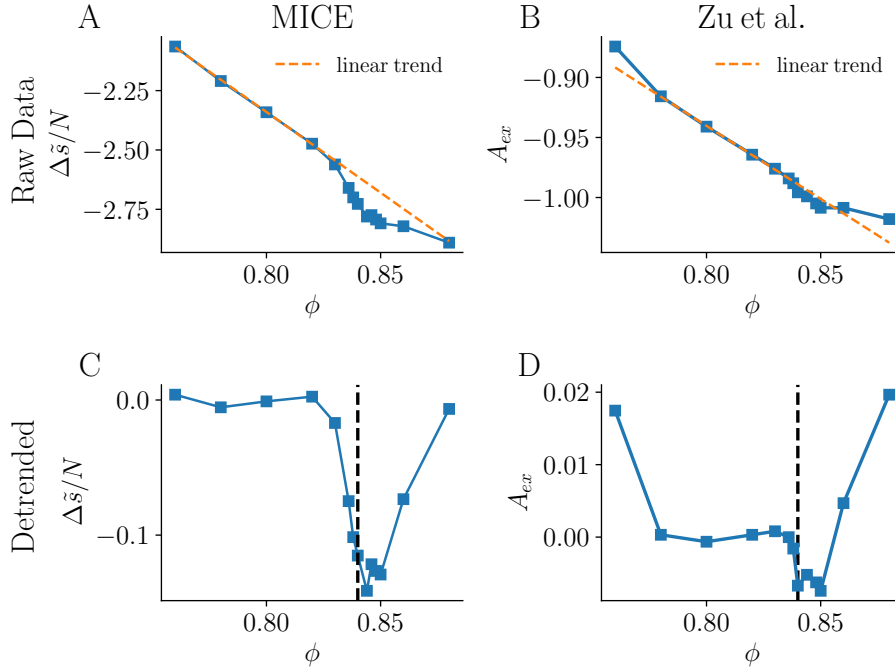 A MICE B Zu et al.
Raw Data
Δs̃/N
−2.25
−2.50
−2.75
linear trend
0.80 0.85
ϕ
A_ex
−0.90
−0.95
−1.00
linear trend
0.80 0.85
ϕ
C D
Detrended
Δs̃/N
0.0
−0.1
0.80 0.85
ϕ
A_ex
0.02
0.01
0.00
0.80 0.85
ϕ